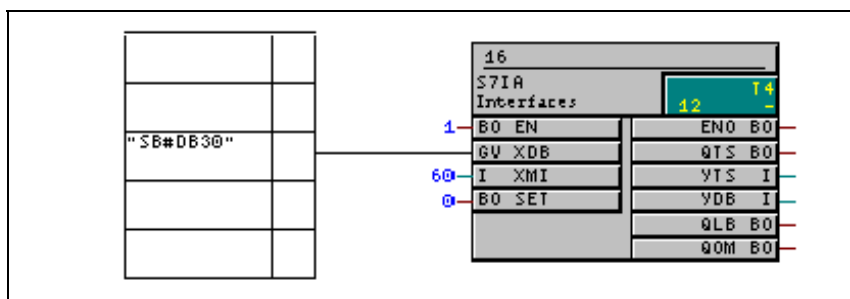 16
S7IA
Interfaces
T4
12 -
"SB#DB30"
1 BO EN
GV XDB
60 I XMI
0 BO SET
ENO BO
QTS BO
YTS I
YDB I
QLB BO
QOM BO